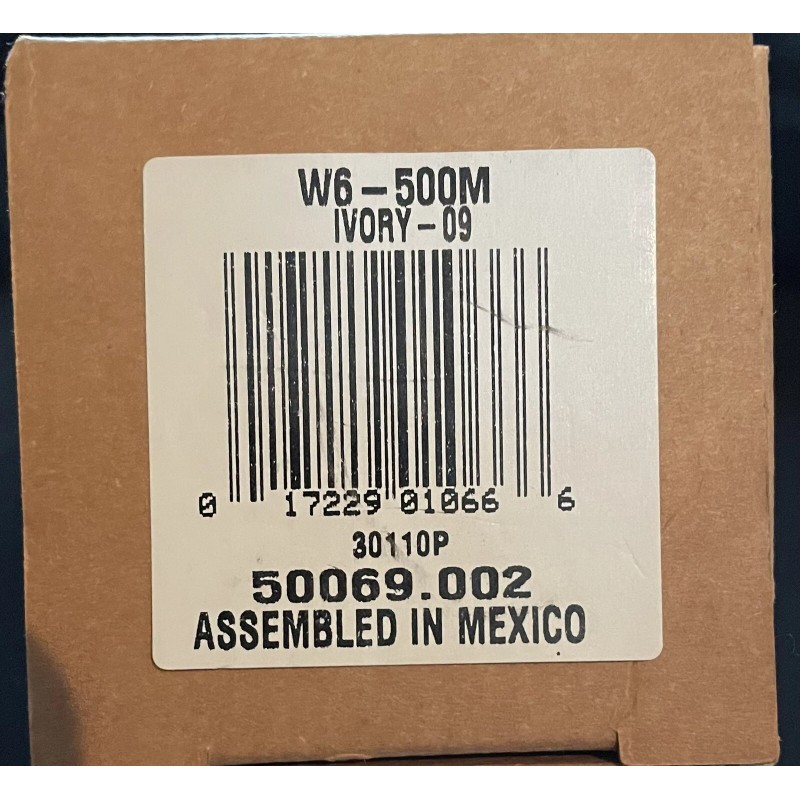 W6-500M
IVORY-09
0 17229 01066 6
30110P
50069.002
ASSEMBLED IN MEXICO